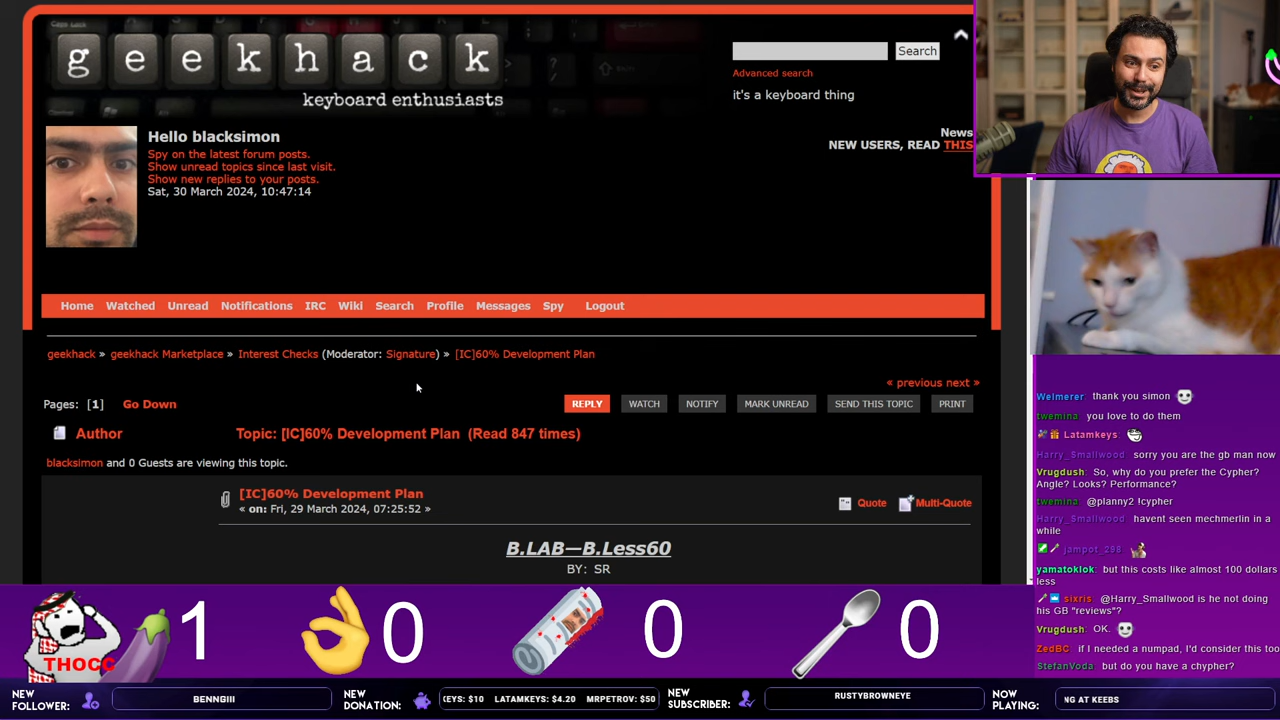 Caps Lock
geekhack
keyboard enthusiasts
Search
Advanced search
it's a keyboard thing
Hello blacksimon
Spy on the latest forum posts.
Show unread topics since last visit.
Show new replies to your posts.
Sat, 30 March 2024, 10:47:14
News
NEW USERS, READ THIS
Home Watched Unread Notifications IRC Wiki Search Profile Messages Spy Logout
geekhack » geekhack Marketplace » Interest Checks (Moderator: Signature) » [IC]60% Development Plan
« previous next »
Pages: [1] Go Down
REPLY WATCH NOTIFY MARK UNREAD SEND THIS TOPIC PRINT
Author Topic: [IC]60% Development Plan (Read 847 times)
blacksimon and 0 Guests are viewing this topic.
[IC]60% Development Plan
« on: Fri, 29 March 2024, 07:25:52 »
Quote Multi-Quote
B.LAB—B.Less60
BY: SR
Welmerer: thank you simon
twemina: you love to do them
Latamkeys:
Harry_Smallwood: sorry you are the gb man now
Vrugdush: So, why do you prefer the Cypher?
Angle? Looks? Performance?
twemina: @planny2 !cypher
Harry_Smallwood: havent seen mechmerlin in a
while
jampot_298:
yamatoklok: but this costs like almost 100 dollars
less
sixris: @Harry_Smallwood is he not doing
his GB "reviews"?
Vrugdush: OK.
ZedBC: if I needed a numpad, I'd consider this too
StefanVoda: but do you have a chypher?
THOCC 1 0 0 0
NEW
FOLLOWER:
BENNGIII
NEW
DONATION:
KEYS: $10 LATAMKEYS: $4.20 MRPETROV: $50
NEW
SUBSCRIBER:
RUSTYBROWNEYE
NOW
PLAYING:
NG AT KEEBS